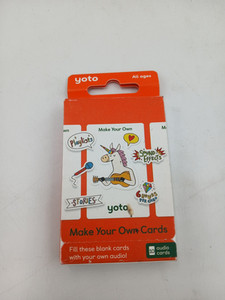 yoto
All ages
Make Your Own
Playlists
Sound Effects
STORIES
yoto
Make Your Own Cards
Fill these blank cards
with your own audio!
audio
cards